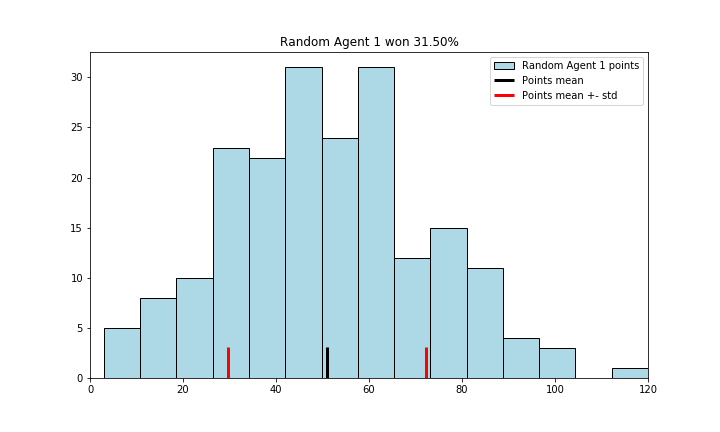 Random Agent 1 won 31.50%
Random Agent 1 points
Points mean
Points mean +- std
30
25
20
15
10
5
0
0 20 40 60 80 100 120